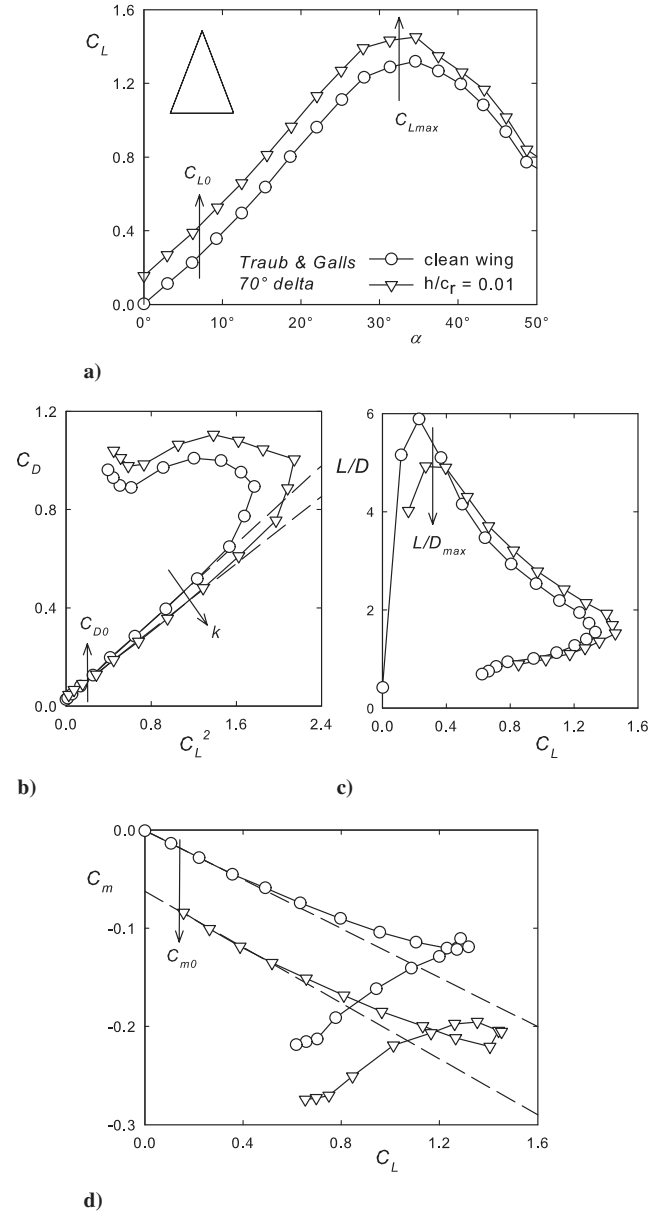 C_L
1.6
1.2
0.8
0.4
0.0
C_L0
C_Lmax
Traub & Galls
70° delta
clean wing
h/c_r = 0.01
0° 10° 20° 30° 40° 50°
α
a)
C_D
1.2
0.8
0.4
0.0
C_D0
k
0.0 0.8 1.6 2.4
C_L^2
b)
L/D
6
4
2
0
L/D_max
0.0 0.4 0.8 1.2 1.6
C_L
c)
C_m
0.0
-0.1
-0.2
-0.3
C_m0
0.0 0.4 0.8 1.2 1.6
C_L
d)